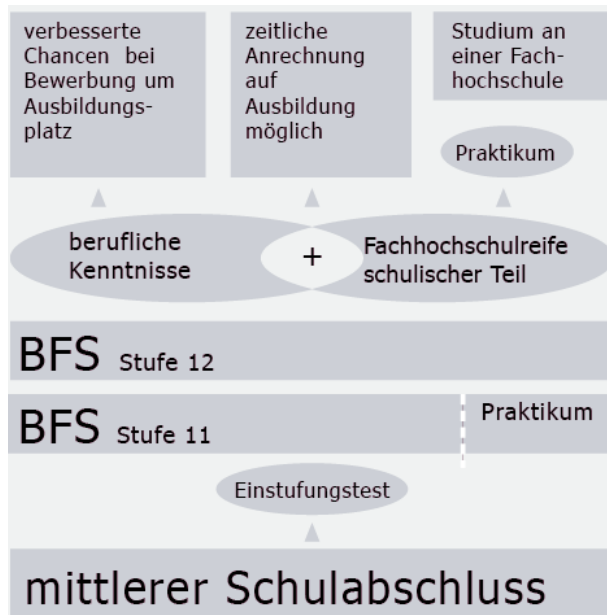 verbesserte
Chancen bei
Bewerbung um
Ausbildungs-
platz
zeitliche
Anrechnung
auf
Ausbildung
möglich
Studium an
einer Fach-
hochschule
Praktikum
berufliche
Kenntnisse
+
Fachhochschulreife
schulischer Teil
BFS Stufe 12
BFS Stufe 11
Praktikum
Einstufungstest
mittlerer Schulabschluss